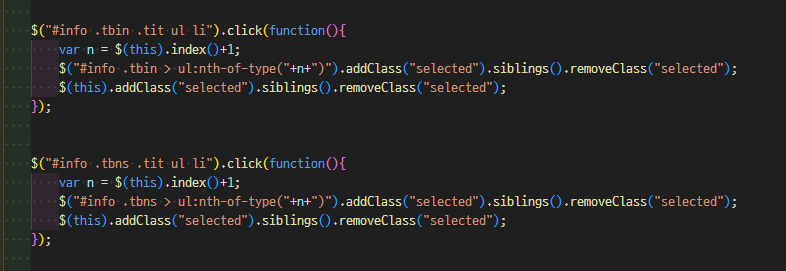 $("#info .tbin .tit ul li").click(function(){
var n = $(this).index()+1;
$("#info .tbin > ul:nth-of-type("+n+")").addClass("selected").siblings().removeClass("selected");
$(this).addClass("selected").siblings().removeClass("selected");
});
$("#info .tbns .tit ul li").click(function(){
var n = $(this).index()+1;
$("#info .tbns > ul:nth-of-type("+n+")").addClass("selected").siblings().removeClass("selected");
$(this).addClass("selected").siblings().removeClass("selected");
});